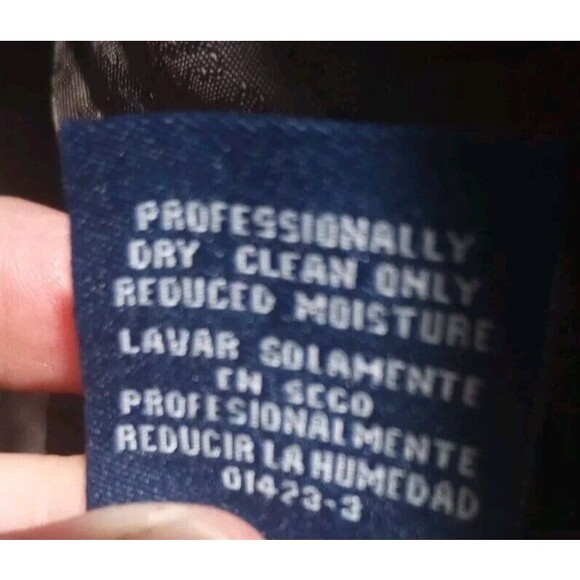 PROFESSIONALLY
DRY CLEAN ONLY
REDUCED MOISTURE
LAVAR SOLAMENTE
EN SECO
PROFESIONALMENTE
REDUCIR LA HUMEDAD
01423-3